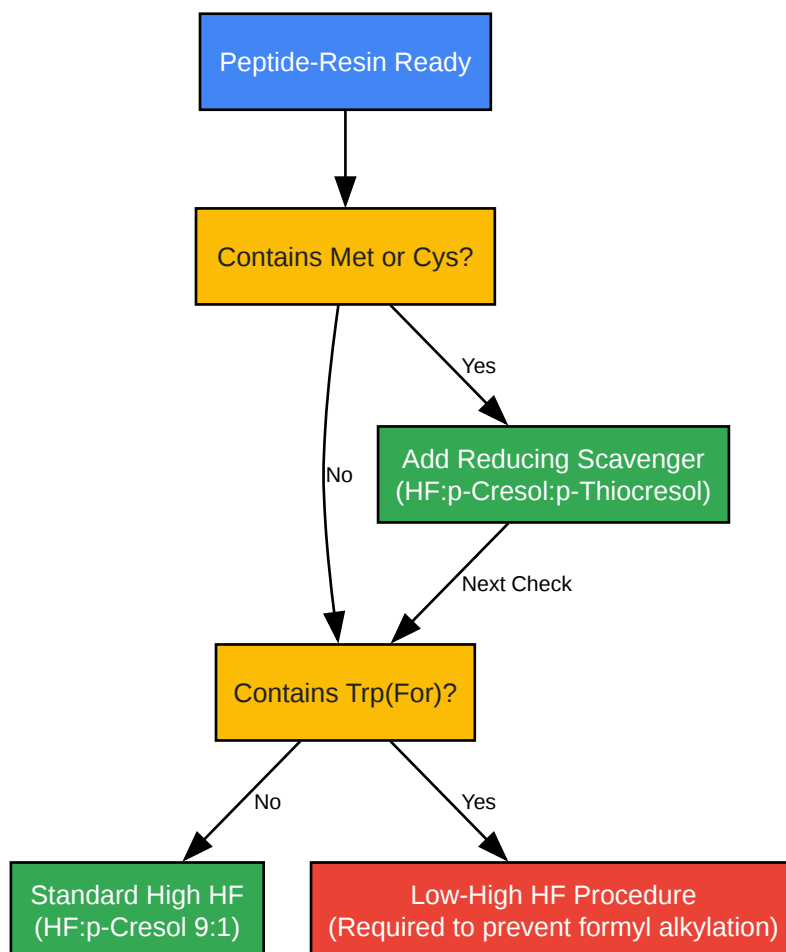 Peptide-Resin Ready
Contains Met or Cys?
Yes
Add Reducing Scavenger
(HF:p-Cresol:p-Thiocresol)
No
Next Check
Contains Trp(For)?
No
Yes
Standard High HF
(HF:p-Cresol 9:1)
Low-High HF Procedure
(Required to prevent formyl alkylation)